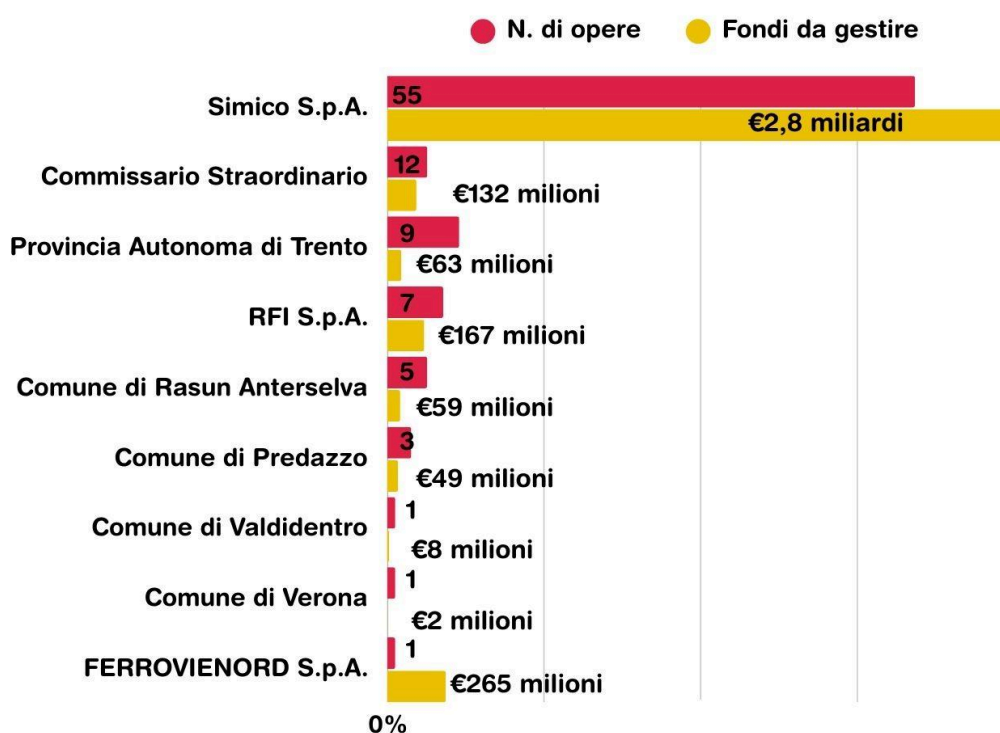 N. di opere Fondi da gestire
Simico S.p.A. 55
€2,8 miliardi
Commissario Straordinario 12
€132 milioni
Provincia Autonoma di Trento 9
€63 milioni
RFI S.p.A. 7
€167 milioni
Comune di Rasun Anterselva 5
€59 milioni
Comune di Predazzo 3
€49 milioni
Comune di Valdidentro 1
€8 milioni
Comune di Verona 1
€2 milioni
FERROVIENORD S.p.A. 1
€265 milioni
0%